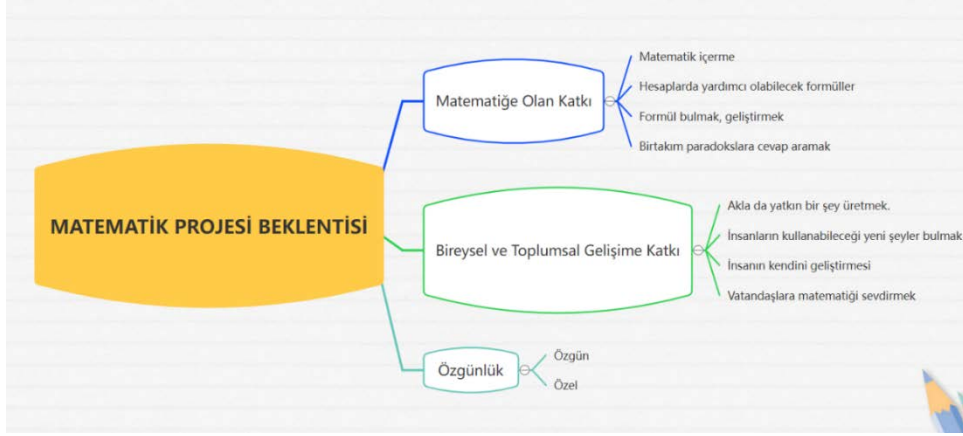 MATEMATİK PROJESİ BEKLENTİSİ
Matematiğe Olan Katkı
Matematik içerme
Hesaplarda yardımcı olabilecek formüller
Formül bulmak, geliştirmek
Birtakım paradokslara cevap aramak
Bireysel ve Toplumsal Gelişime Katkı
Akla da yatkın bir şey üretmek.
İnsanların kullanabileceği yeni şeyler bulmak
İnsanın kendini geliştirmesi
Vatandaşlara matematiği sevdirmek
Özgünlük
Özgün
Özel